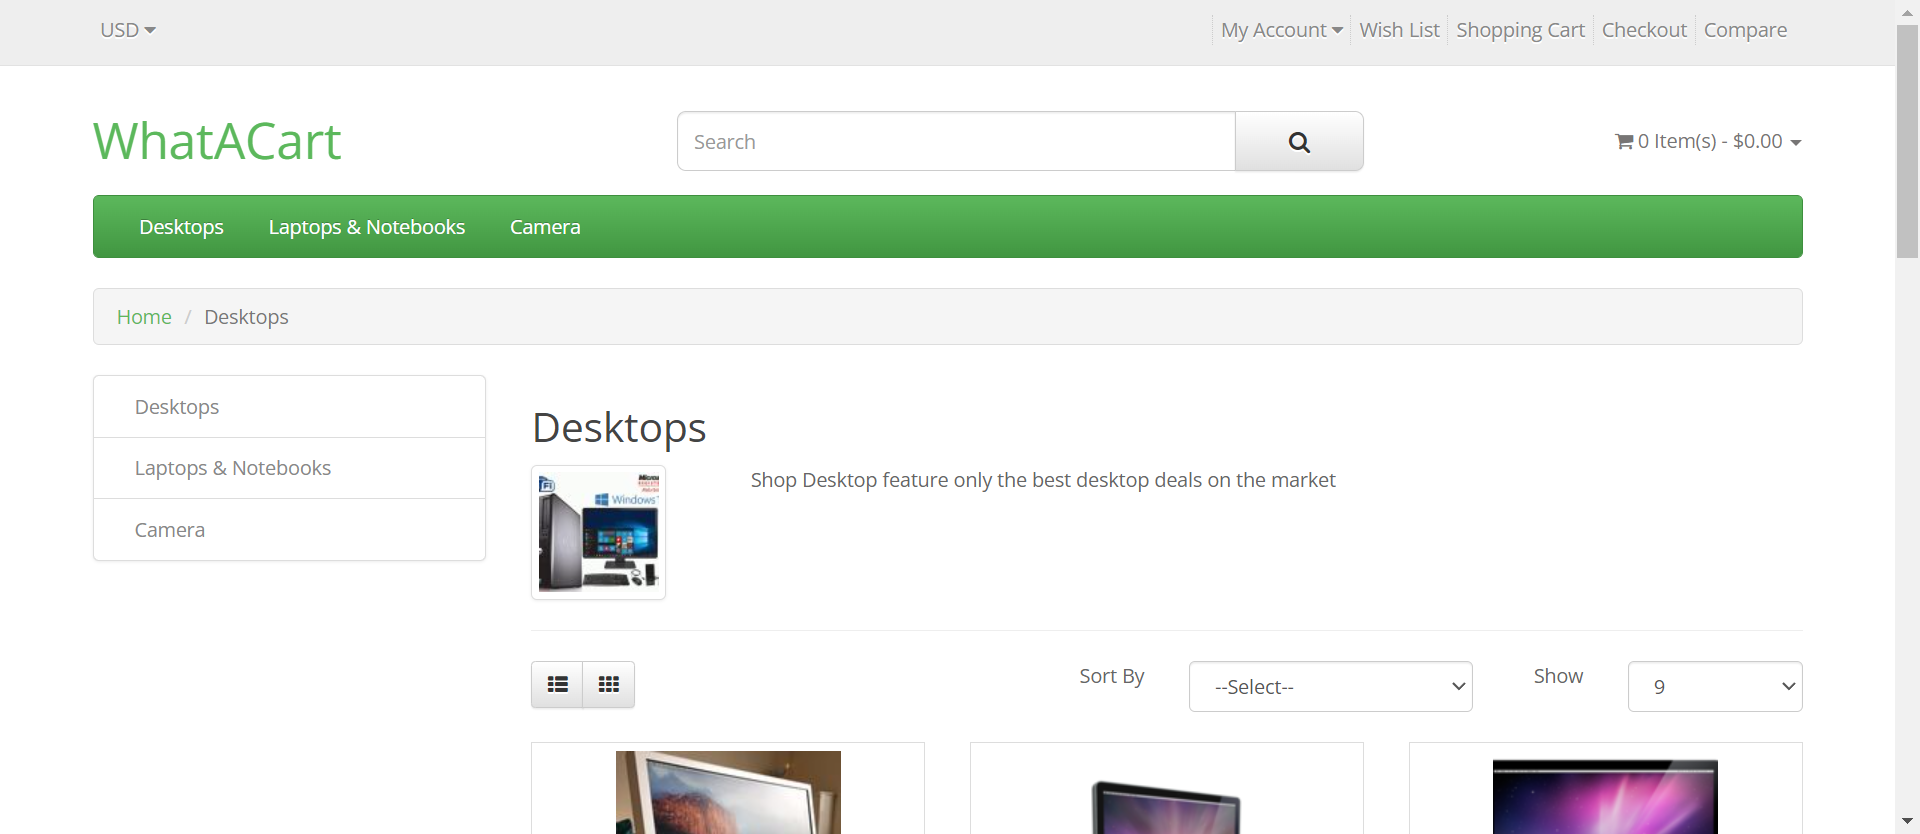 USD
My Account Wish List Shopping Cart Checkout Compare
WhatACart
Search
0 Item(s) - $0.00
Desktops Laptops & Notebooks Camera
Home / Desktops
Desktops
Laptops & Notebooks
Camera
Desktops
Shop Desktop feature only the best desktop deals on the market
Windows
Sort By
--Select--
Show
9